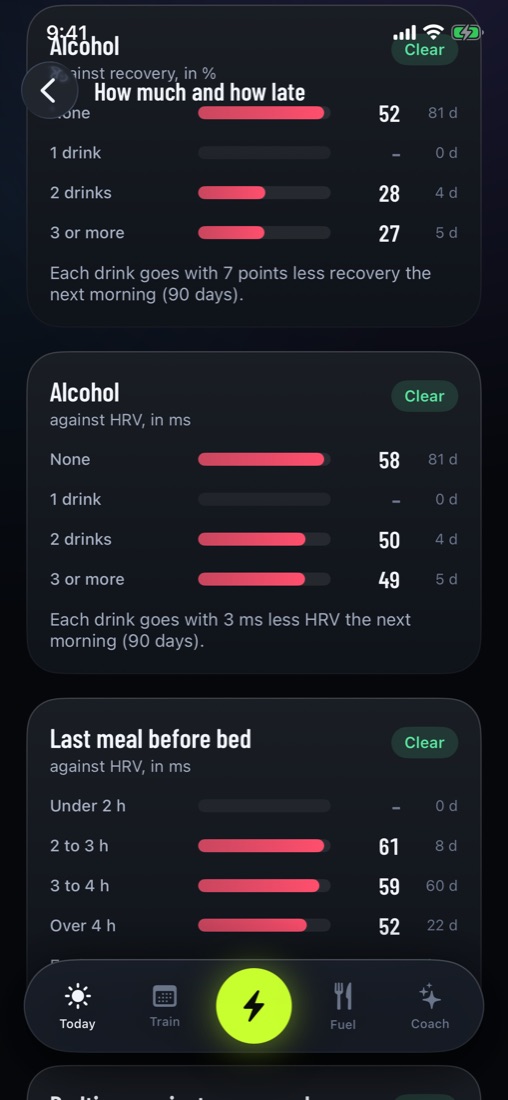 9:41
Alcohol
Clear
against recovery, in %
How much and how late
None 52 81 d
1 drink – 0 d
2 drinks 28 4 d
3 or more 27 5 d
Each drink goes with 7 points less recovery the
next morning (90 days).
Alcohol
Clear
against HRV, in ms
None 58 81 d
1 drink – 0 d
2 drinks 50 4 d
3 or more 49 5 d
Each drink goes with 3 ms less HRV the next
morning (90 days).
Last meal before bed
Clear
against HRV, in ms
Under 2 h – 0 d
2 to 3 h 61 8 d
3 to 4 h 59 60 d
Over 4 h 52 22 d
Today
Train
Fuel
Coach